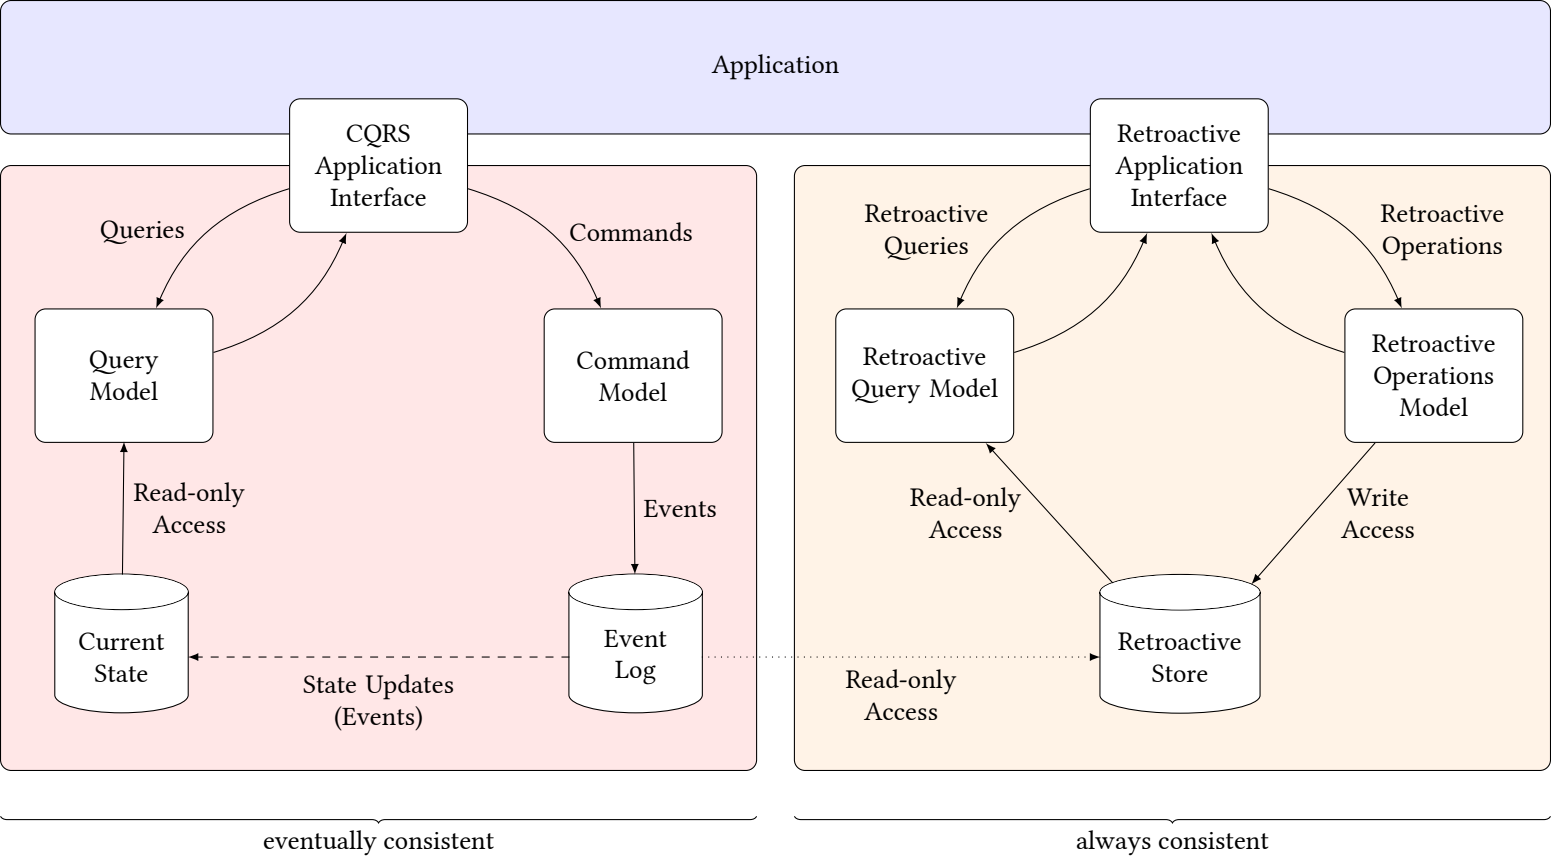 Application
CQRS
Application
Interface
Retroactive
Application
Interface
Queries
Commands
Retroactive
Queries
Retroactive
Operations
Query
Model
Command
Model
Retroactive
Query Model
Retroactive
Operations
Model
Read-only
Access
Events
Read-only
Access
Write
Access
Current
State
Event
Log
Retroactive
Store
State Updates
(Events)
Read-only
Access
eventually consistent
always consistent